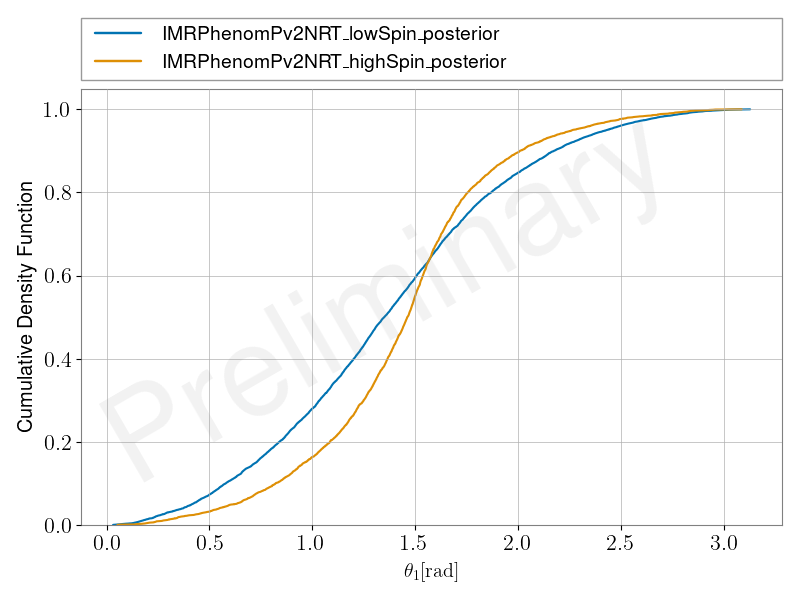 IMRPhenomPv2NRT_lowSpin_posterior
IMRPhenomPv2NRT_highSpin_posterior
1.0
0.8
0.6
0.4
0.2
0.0
Cumulative Density Function
Preliminary
0.0 0.5 1.0 1.5 2.0 2.5 3.0
θ₁[rad]